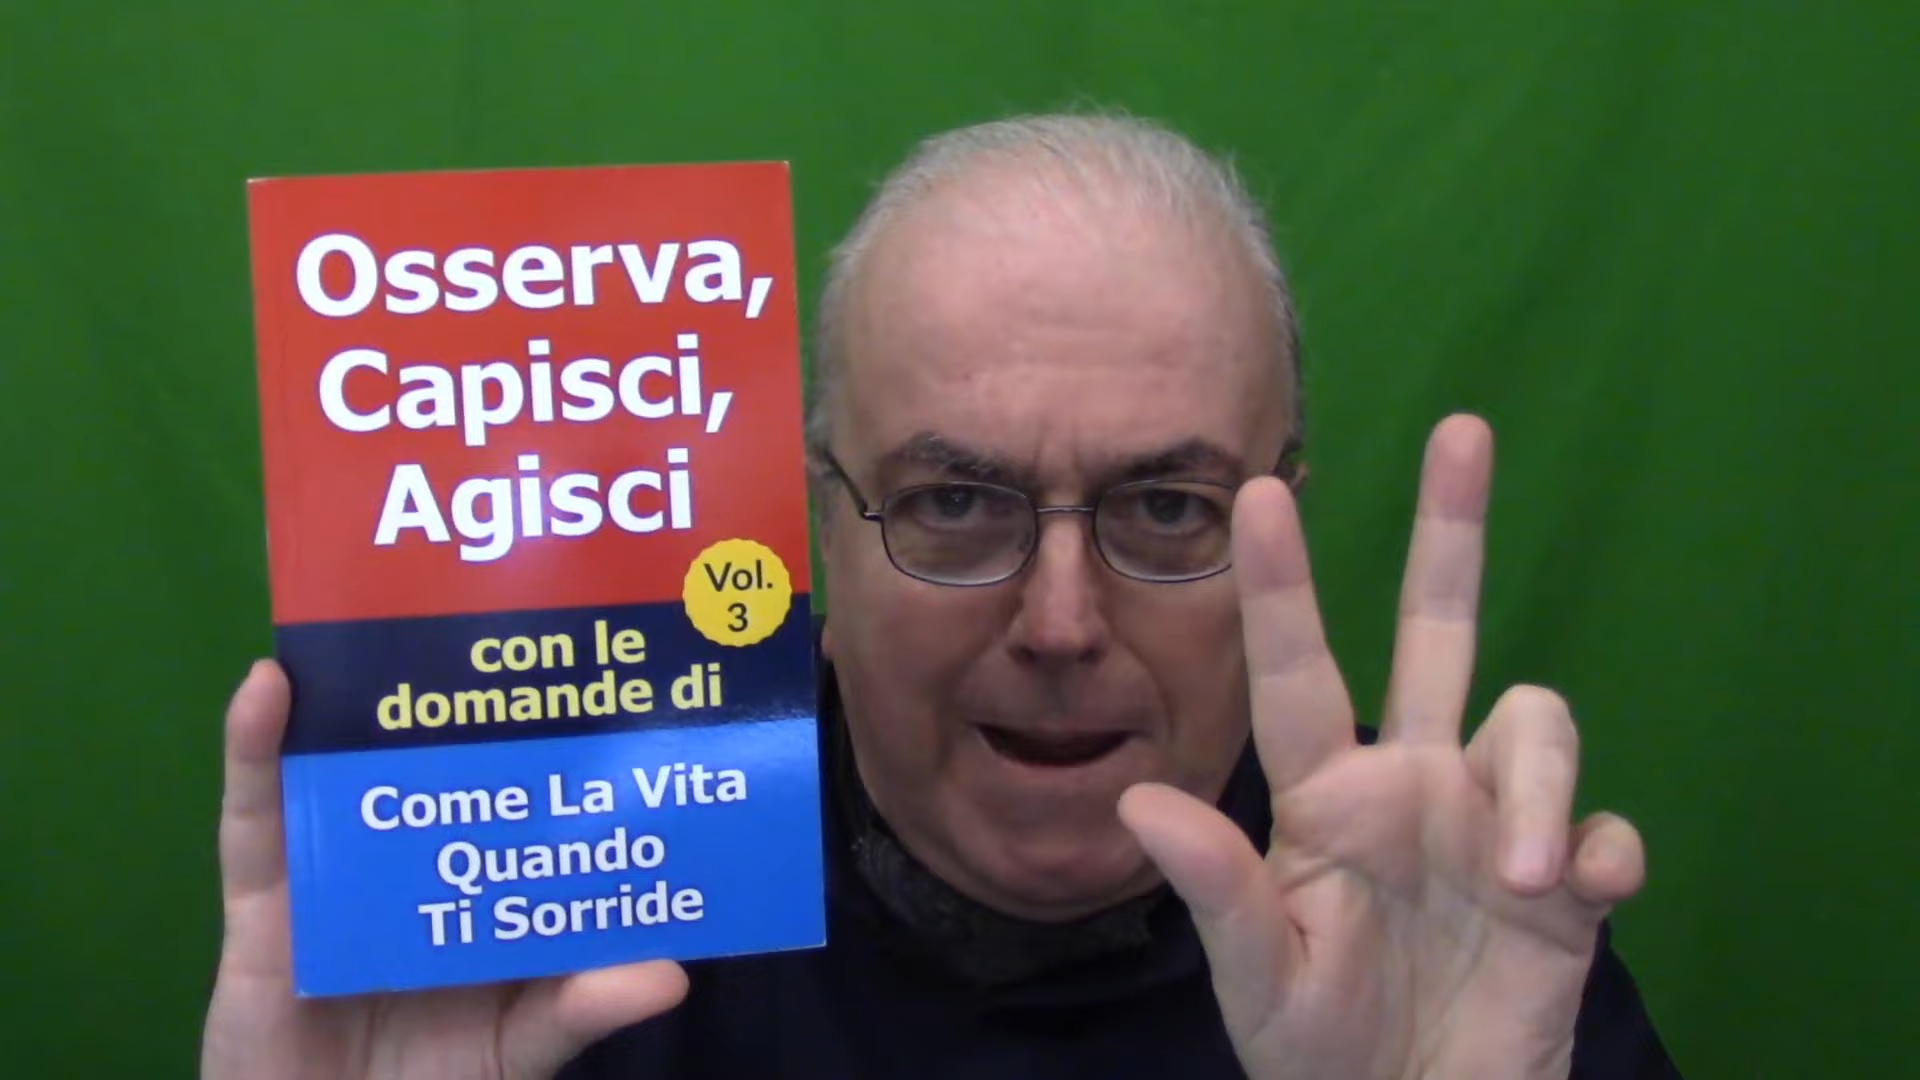 Osserva,
Capisci,
Agisci
Vol.
3
con le
domande di
Come La Vita
Quando
Ti Sorride